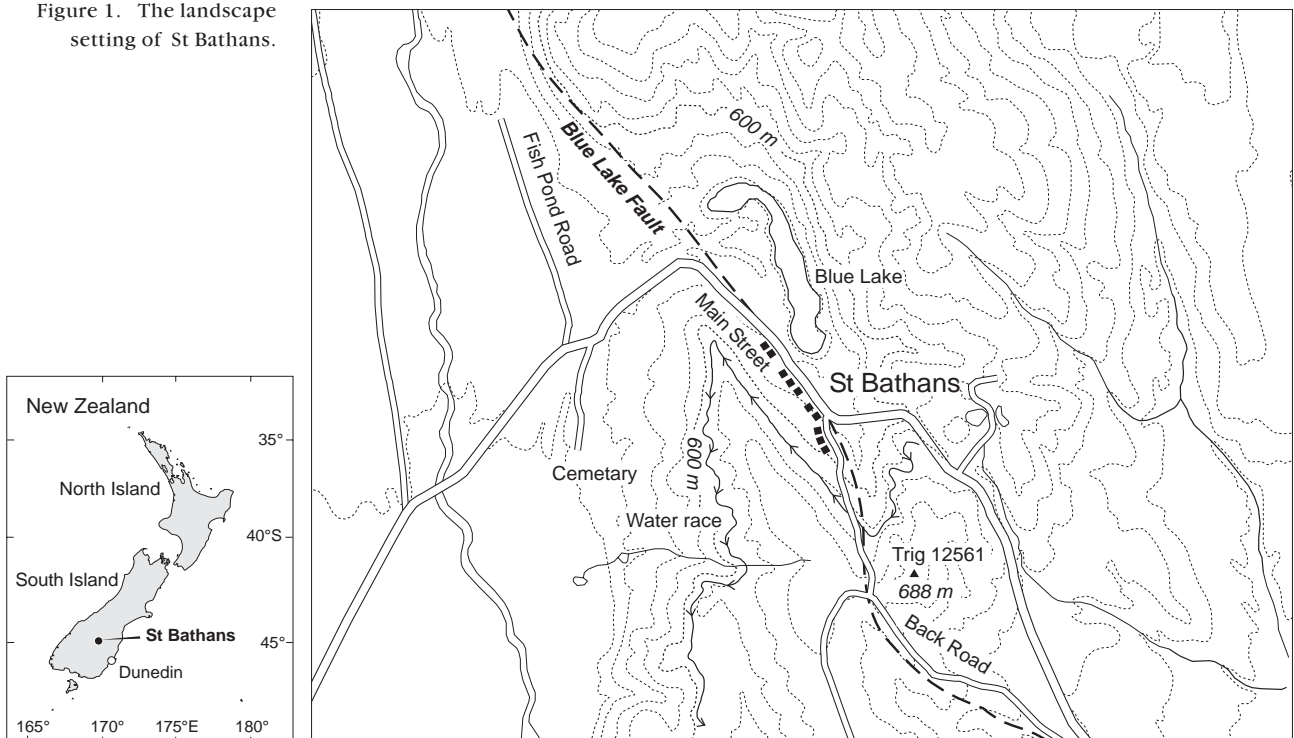 Figure 1. The landscape
setting of St Bathans.
600 m
Blue Lake Fault
Fish Pond Road
Blue Lake
Main Street
St Bathans
Cemetary
600 m
Water race
Trig 12561
688 m
Back Road
New Zealand
35°
North Island
40°S
South Island
St Bathans
45°
Dunedin
165° 170° 175°E 180°